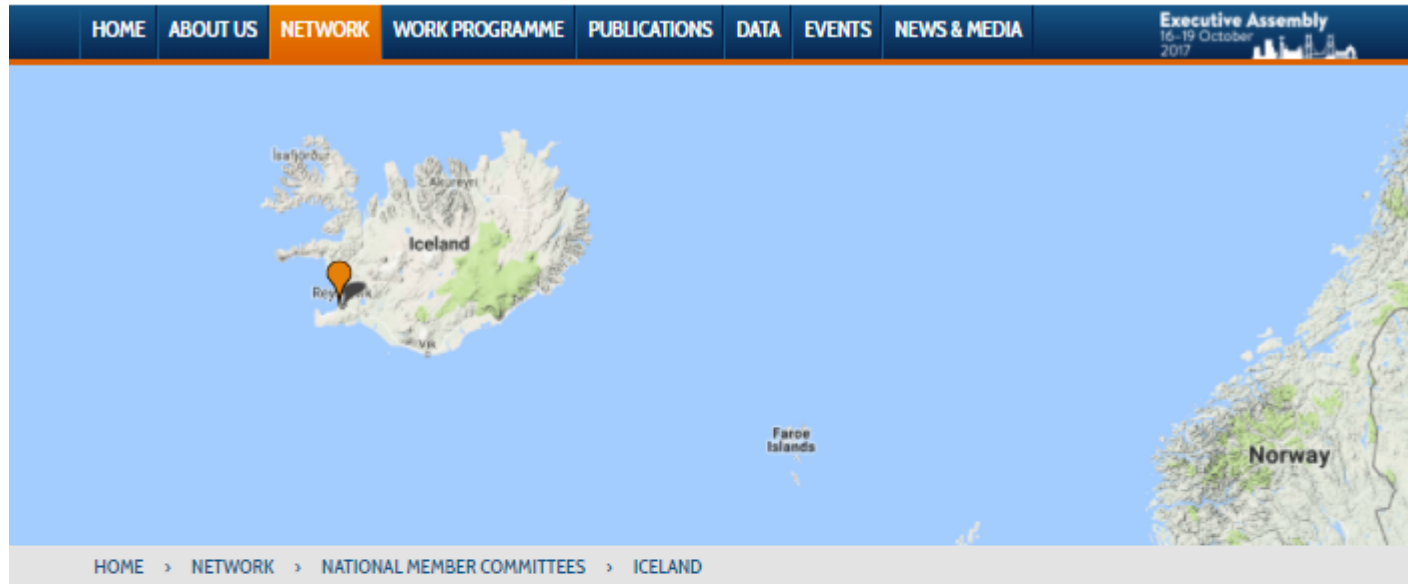 HOME ABOUT US NETWORK WORK PROGRAMME PUBLICATIONS DATA EVENTS NEWS & MEDIA
Executive Assembly
16-19 October
2017
Ísafjörður
Akureyri
Iceland
Vík
Faroe
Islands
Norway
HOME > NETWORK > NATIONAL MEMBER COMMITTEES > ICELAND